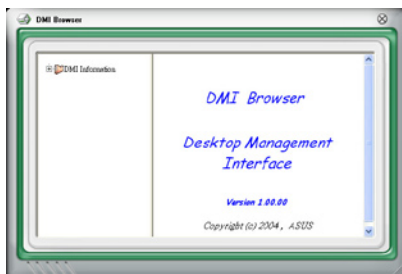 DMI Browser
DMI Information
DMI Browser
Desktop Management
Interface
Version 1.00.00
Copyright (c) 2004, ASUS